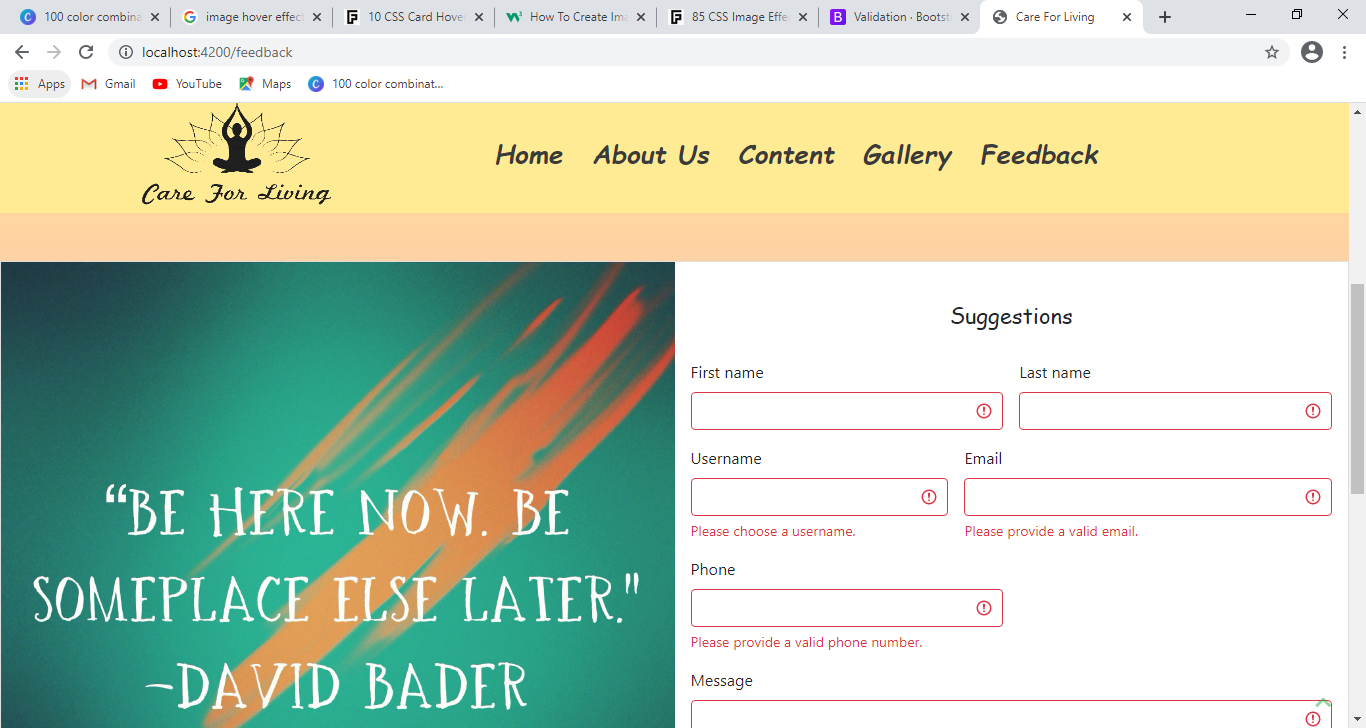 100 color combina
image hover effect
10 CSS Card Hover
How To Create Ima
85 CSS Image Effe
Validation · Bootst
Care For Living
localhost:4200/feedback
Apps
Gmail
YouTube
Maps
100 color combinat...
Care For Living
Home
About Us
Content
Gallery
Feedback
“BE HERE NOW. BE
SOMEPLACE ELSE LATER."
–DAVID BADER
Suggestions
First name
Last name
Username
Email
Please choose a username.
Please provide a valid email.
Phone
Please provide a valid phone number.
Message